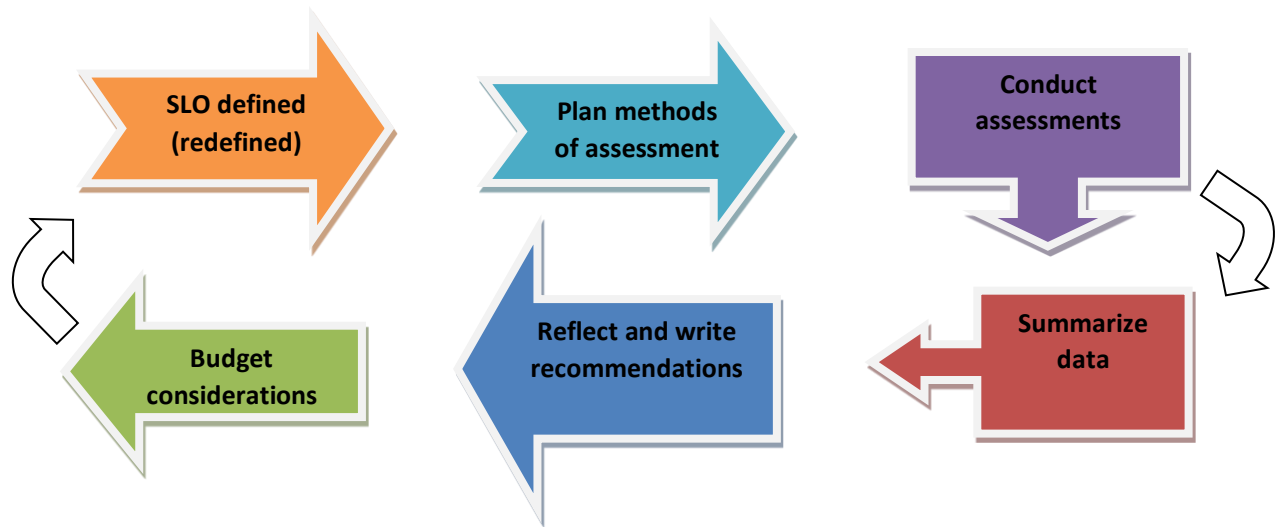 SLO defined
(redefined)
Plan methods
of assessment
Conduct
assessments
Summarize
data
Reflect and write
recommendations
Budget
considerations